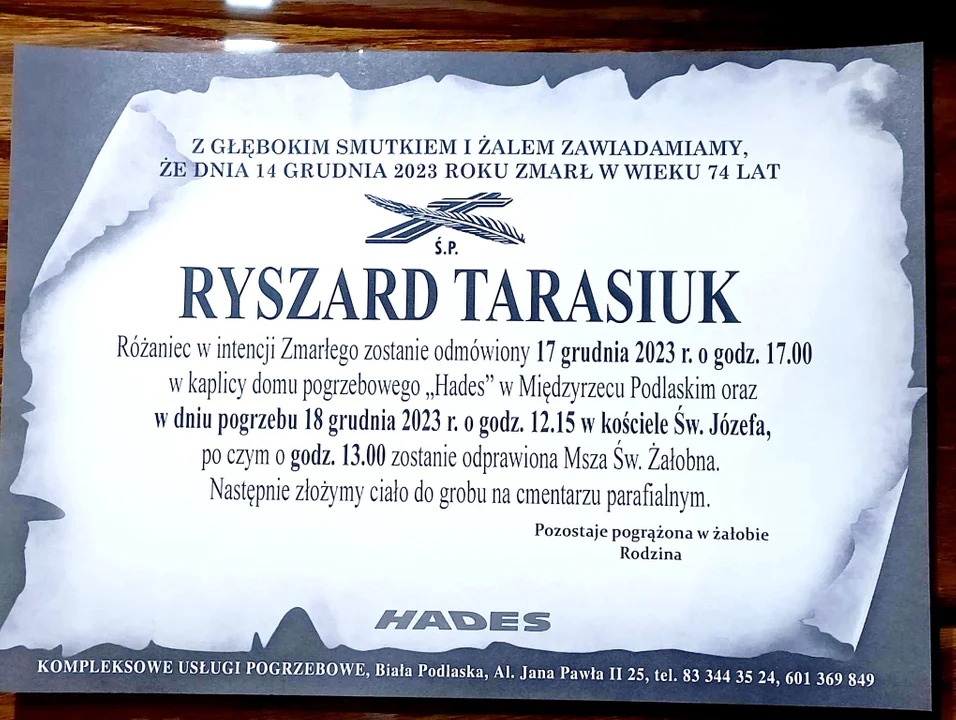 Z GŁĘBOKIM SMUTKIEM I ŻALEM ZAWIADAMIAMY,
ŻE DNIA 14 GRUDNIA 2023 ROKU ZMARŁ W WIEKU 74 LAT
Ś.P.
RYSZARD TARASIUK
Różaniec w intencji Zmarłego zostanie odmówiony 17 grudnia 2023 r. o godz. 17.00
w kaplicy domu pogrzebowego „Hades” w Międzyrzecu Podlaskim oraz
w dniu pogrzebu 18 grudnia 2023 r. o godz. 12.15 w kościele Św. Józefa,
po czym o godz. 13.00 zostanie odprawiona Msza Św. Żałobna.
Następnie złożymy ciało do grobu na cmentarzu parafialnym.
Pozostaje pogrążona w żałobie
Rodzina
HADES
KOMPLEKSOWE USŁUGI POGRZEBOWE, Biała Podlaska, Al. Jana Pawła II 25, tel. 83 344 35 24, 601 369 849